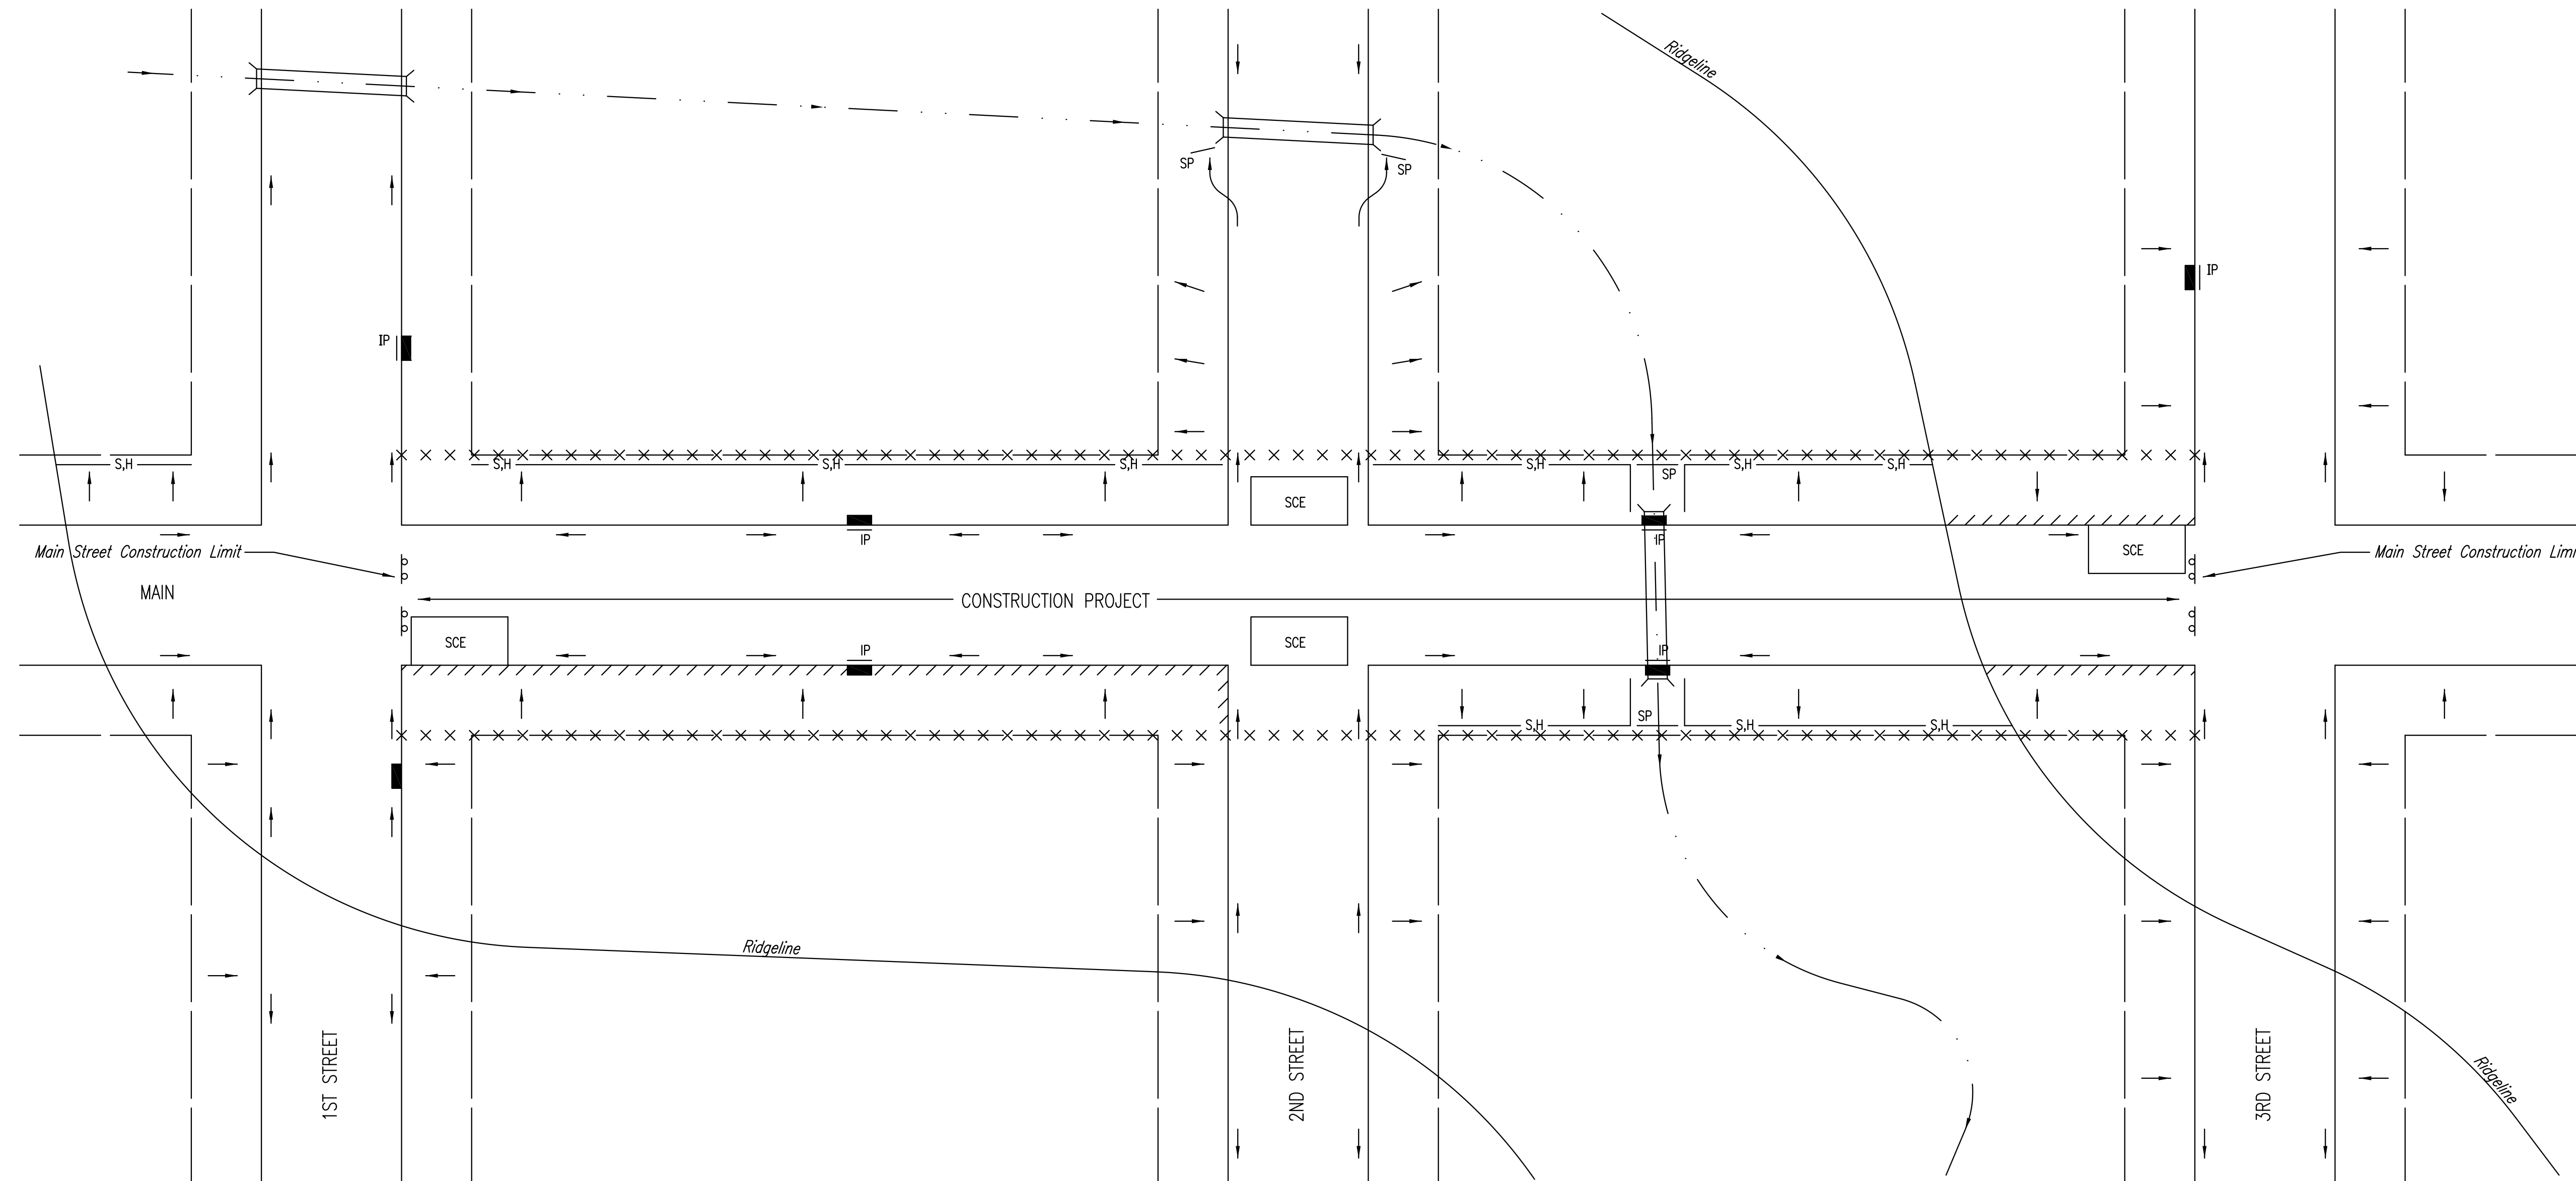 Ridgeline
SP
SP
IP
IP
S,H
S,H
S,H
S,H
S,H
SP
S,H
S,H
SCE
IP
IP
Main Street Construction Limit
SCE
Main Street Construction Limi
MAIN
CONSTRUCTION PROJECT
SCE
SCE
IP
IP
SP
S,H
S,H
S,H
Ridgeline
1ST STREET
2ND STREET
3RD STREET
Ridgeline